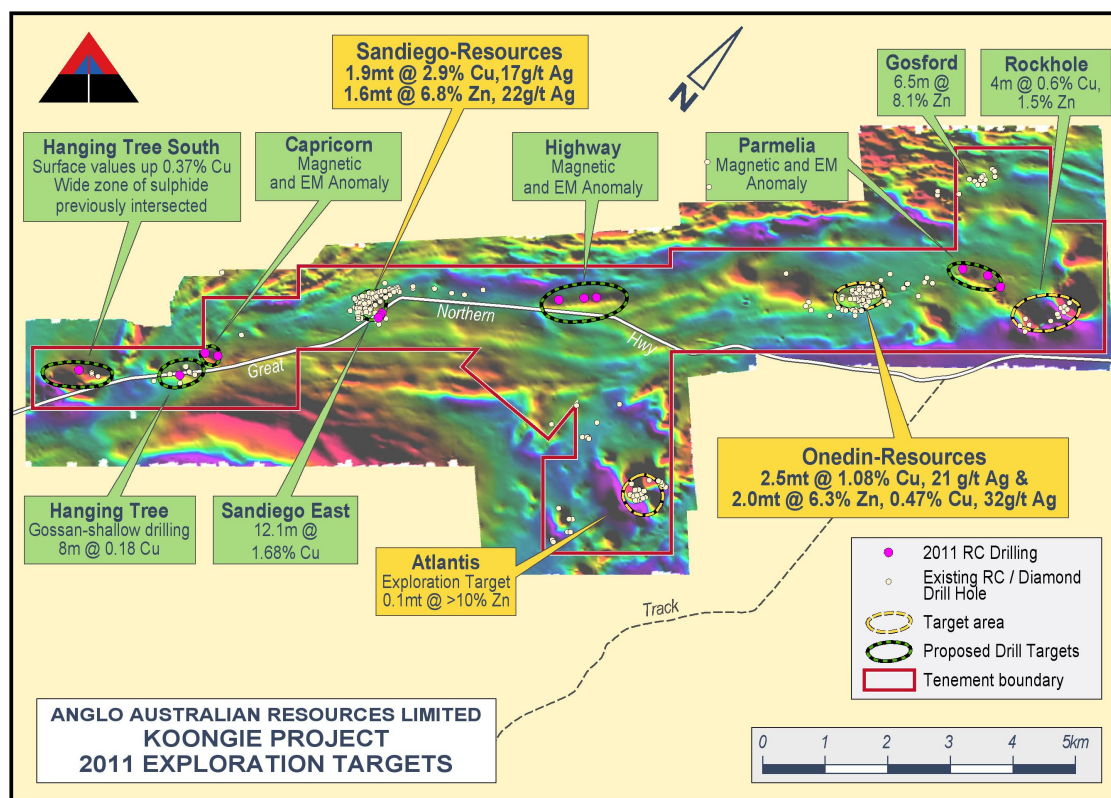 Sandiego-Resources
1.9mt @ 2.9% Cu,17g/t Ag
1.6mt @ 6.8% Zn, 22g/t Ag
N
Gosford
6.5m @
8.1% Zn
Rockhole
4m @ 0.6% Cu,
1.5% Zn
Hanging Tree South
Surface values up 0.37% Cu
Wide zone of sulphide
previously intersected
Capricorn
Magnetic
and EM Anomaly
Highway
Magnetic
and EM Anomaly
Parmelia
Magnetic and EM
Anomaly
Great
Northern
Hwy
Hanging Tree
Gossan-shallow drilling
8m @ 0.18 Cu
Sandiego East
12.1m @
1.68% Cu
Atlantis
Exploration Target
0.1mt @ >10% Zn
Onedin-Resources
2.5mt @ 1.08% Cu, 21 g/t Ag &
2.0mt @ 6.3% Zn, 0.47% Cu, 32g/t Ag
Track
2011 RC Drilling
Existing RC / Diamond
Drill Hole
Target area
Proposed Drill Targets
Tenement boundary
ANGLO AUSTRALIAN RESOURCES LIMITED
KOONGIE PROJECT
2011 EXPLORATION TARGETS
0 1 2 3 4 5km